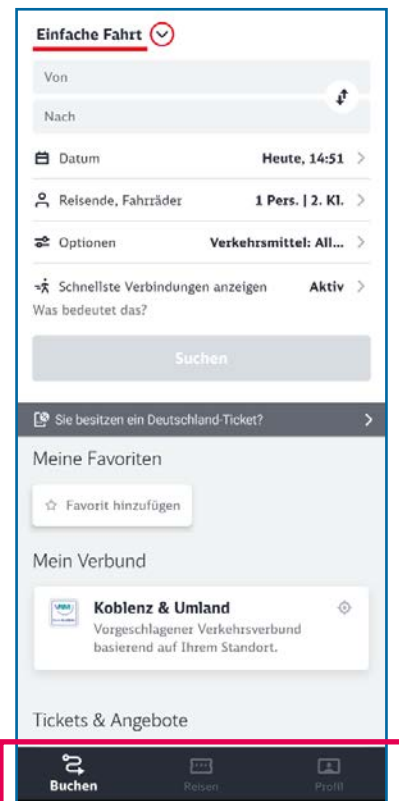 Einfache Fahrt
Von
Nach
Datum Heute, 14:51
Reisende, Fahrräder 1 Pers. | 2. Kl.
Optionen Verkehrsmittel: All...
Schnellste Verbindungen anzeigen Aktiv
Was bedeutet das?
Suchen
Sie besitzen ein Deutschland-Ticket?
Meine Favoriten
Favorit hinzufügen
Mein Verbund
Koblenz & Umland
Vorgeschlagener Verkehrsverbund
basierend auf Ihrem Standort.
Tickets & Angebote
Buchen Reisen Profil